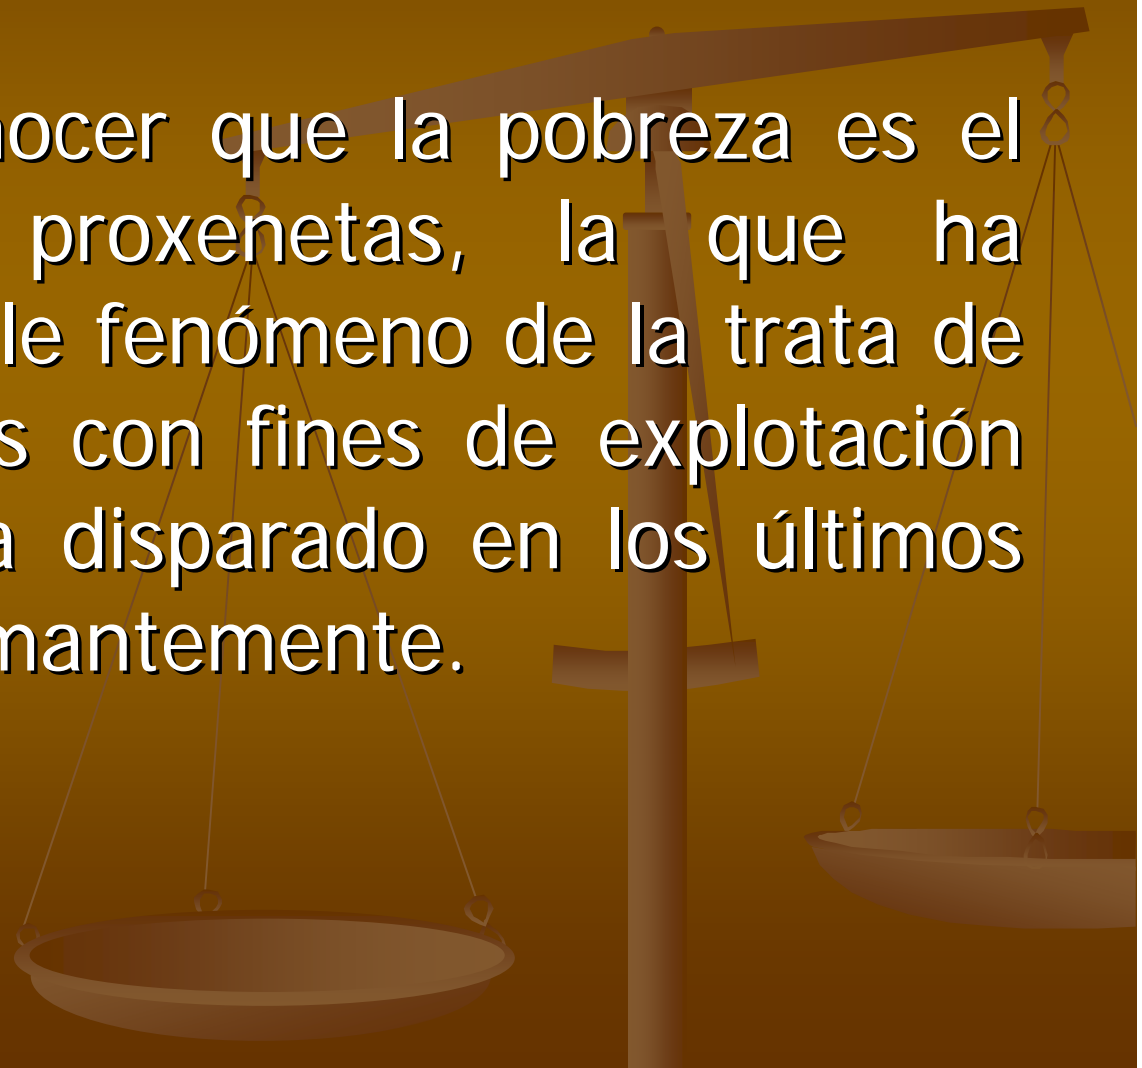 nocer que la pobreza es el
proxenetas, la que ha
le fenómeno de la trata de
s con fines de explotación
a disparado en los últimos
mantemente.